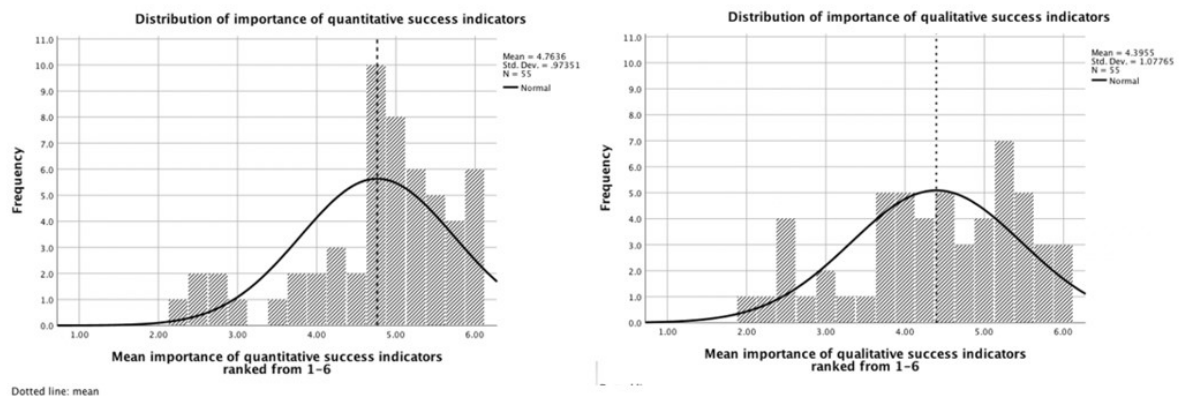 Distribution of importance of quantitative success indicators
11.0
10.0
9.0
8.0
7.0
6.0
5.0
4.0
3.0
2.0
1.0
0.0
Frequency
1.00 2.00 3.00 4.00 5.00 6.00
Mean importance of quantitative success indicators
ranked from 1-6
Mean = 4.7636
Std. Dev. = .97351
N = 55
Normal
Dotted line: mean
Distribution of importance of qualitative success indicators
11.0
10.0
9.0
8.0
7.0
6.0
5.0
4.0
3.0
2.0
1.0
0.0
Frequency
1.00 2.00 3.00 4.00 5.00 6.00
Mean importance of qualitative success indicators
ranked from 1-6
Mean = 4.3955
Std. Dev. = 1.07765
N = 55
Normal